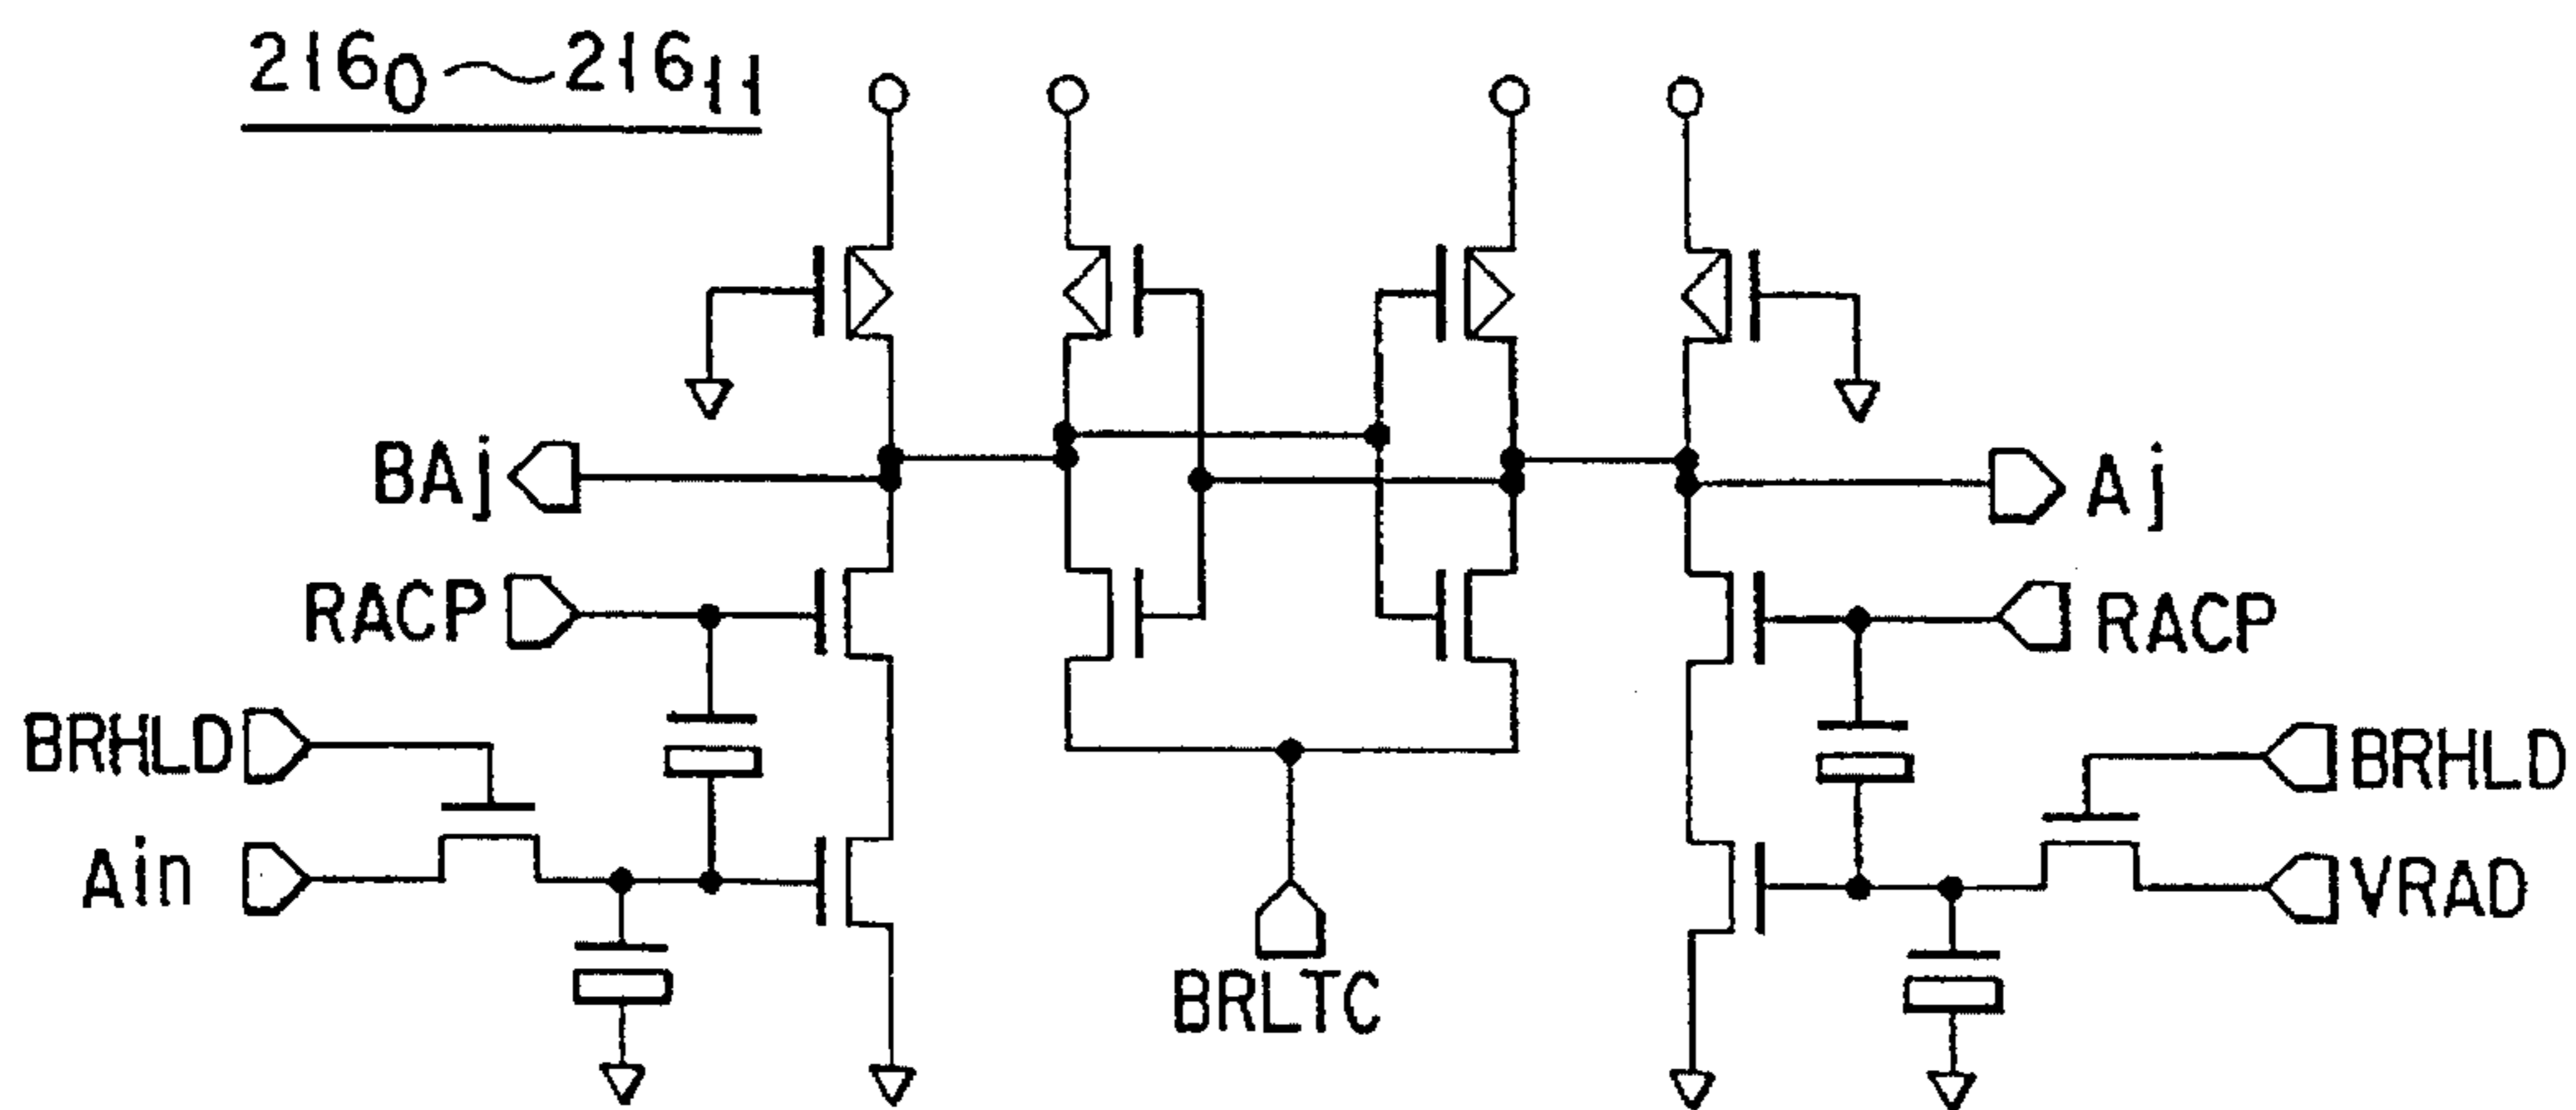 216₀~216₁₁
BAj
Aj
RACP
RACP
BRHLD
BRHLD
Ain
VRAD
BRLTC